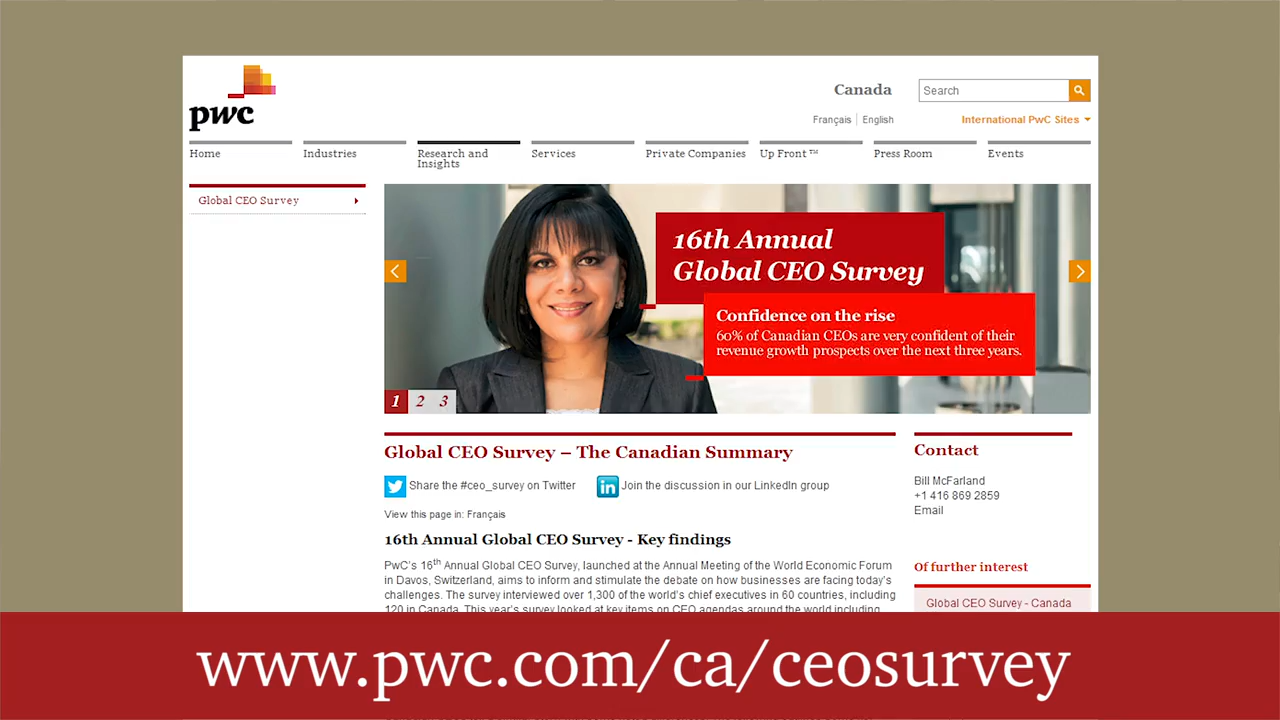 pwc
Canada
Search
Français | English
International PwC Sites
Home
Industries
Research and
Insights
Services
Private Companies
Up Front ™
Press Room
Events
Global CEO Survey
16th Annual
Global CEO Survey
Confidence on the rise
60% of Canadian CEOs are very confident of their
revenue growth prospects over the next three years.
1 2 3
Global CEO Survey – The Canadian Summary
Share the #ceo_survey on Twitter
in Join the discussion in our LinkedIn group
View this page in: Français
16th Annual Global CEO Survey - Key findings
PwC's 16th Annual Global CEO Survey, launched at the Annual Meeting of the World Economic Forum
in Davos, Switzerland, aims to inform and stimulate the debate on how businesses are facing today's
challenges. The survey interviewed over 1,300 of the world's chief executives in 60 countries, including
120 in Canada. This year's survey looked at key items on CEO agendas around the world including
Contact
Bill McFarland
+1 416 869 2859
Email
Of further interest
Global CEO Survey - Canada
www.pwc.com/ca/ceosurvey